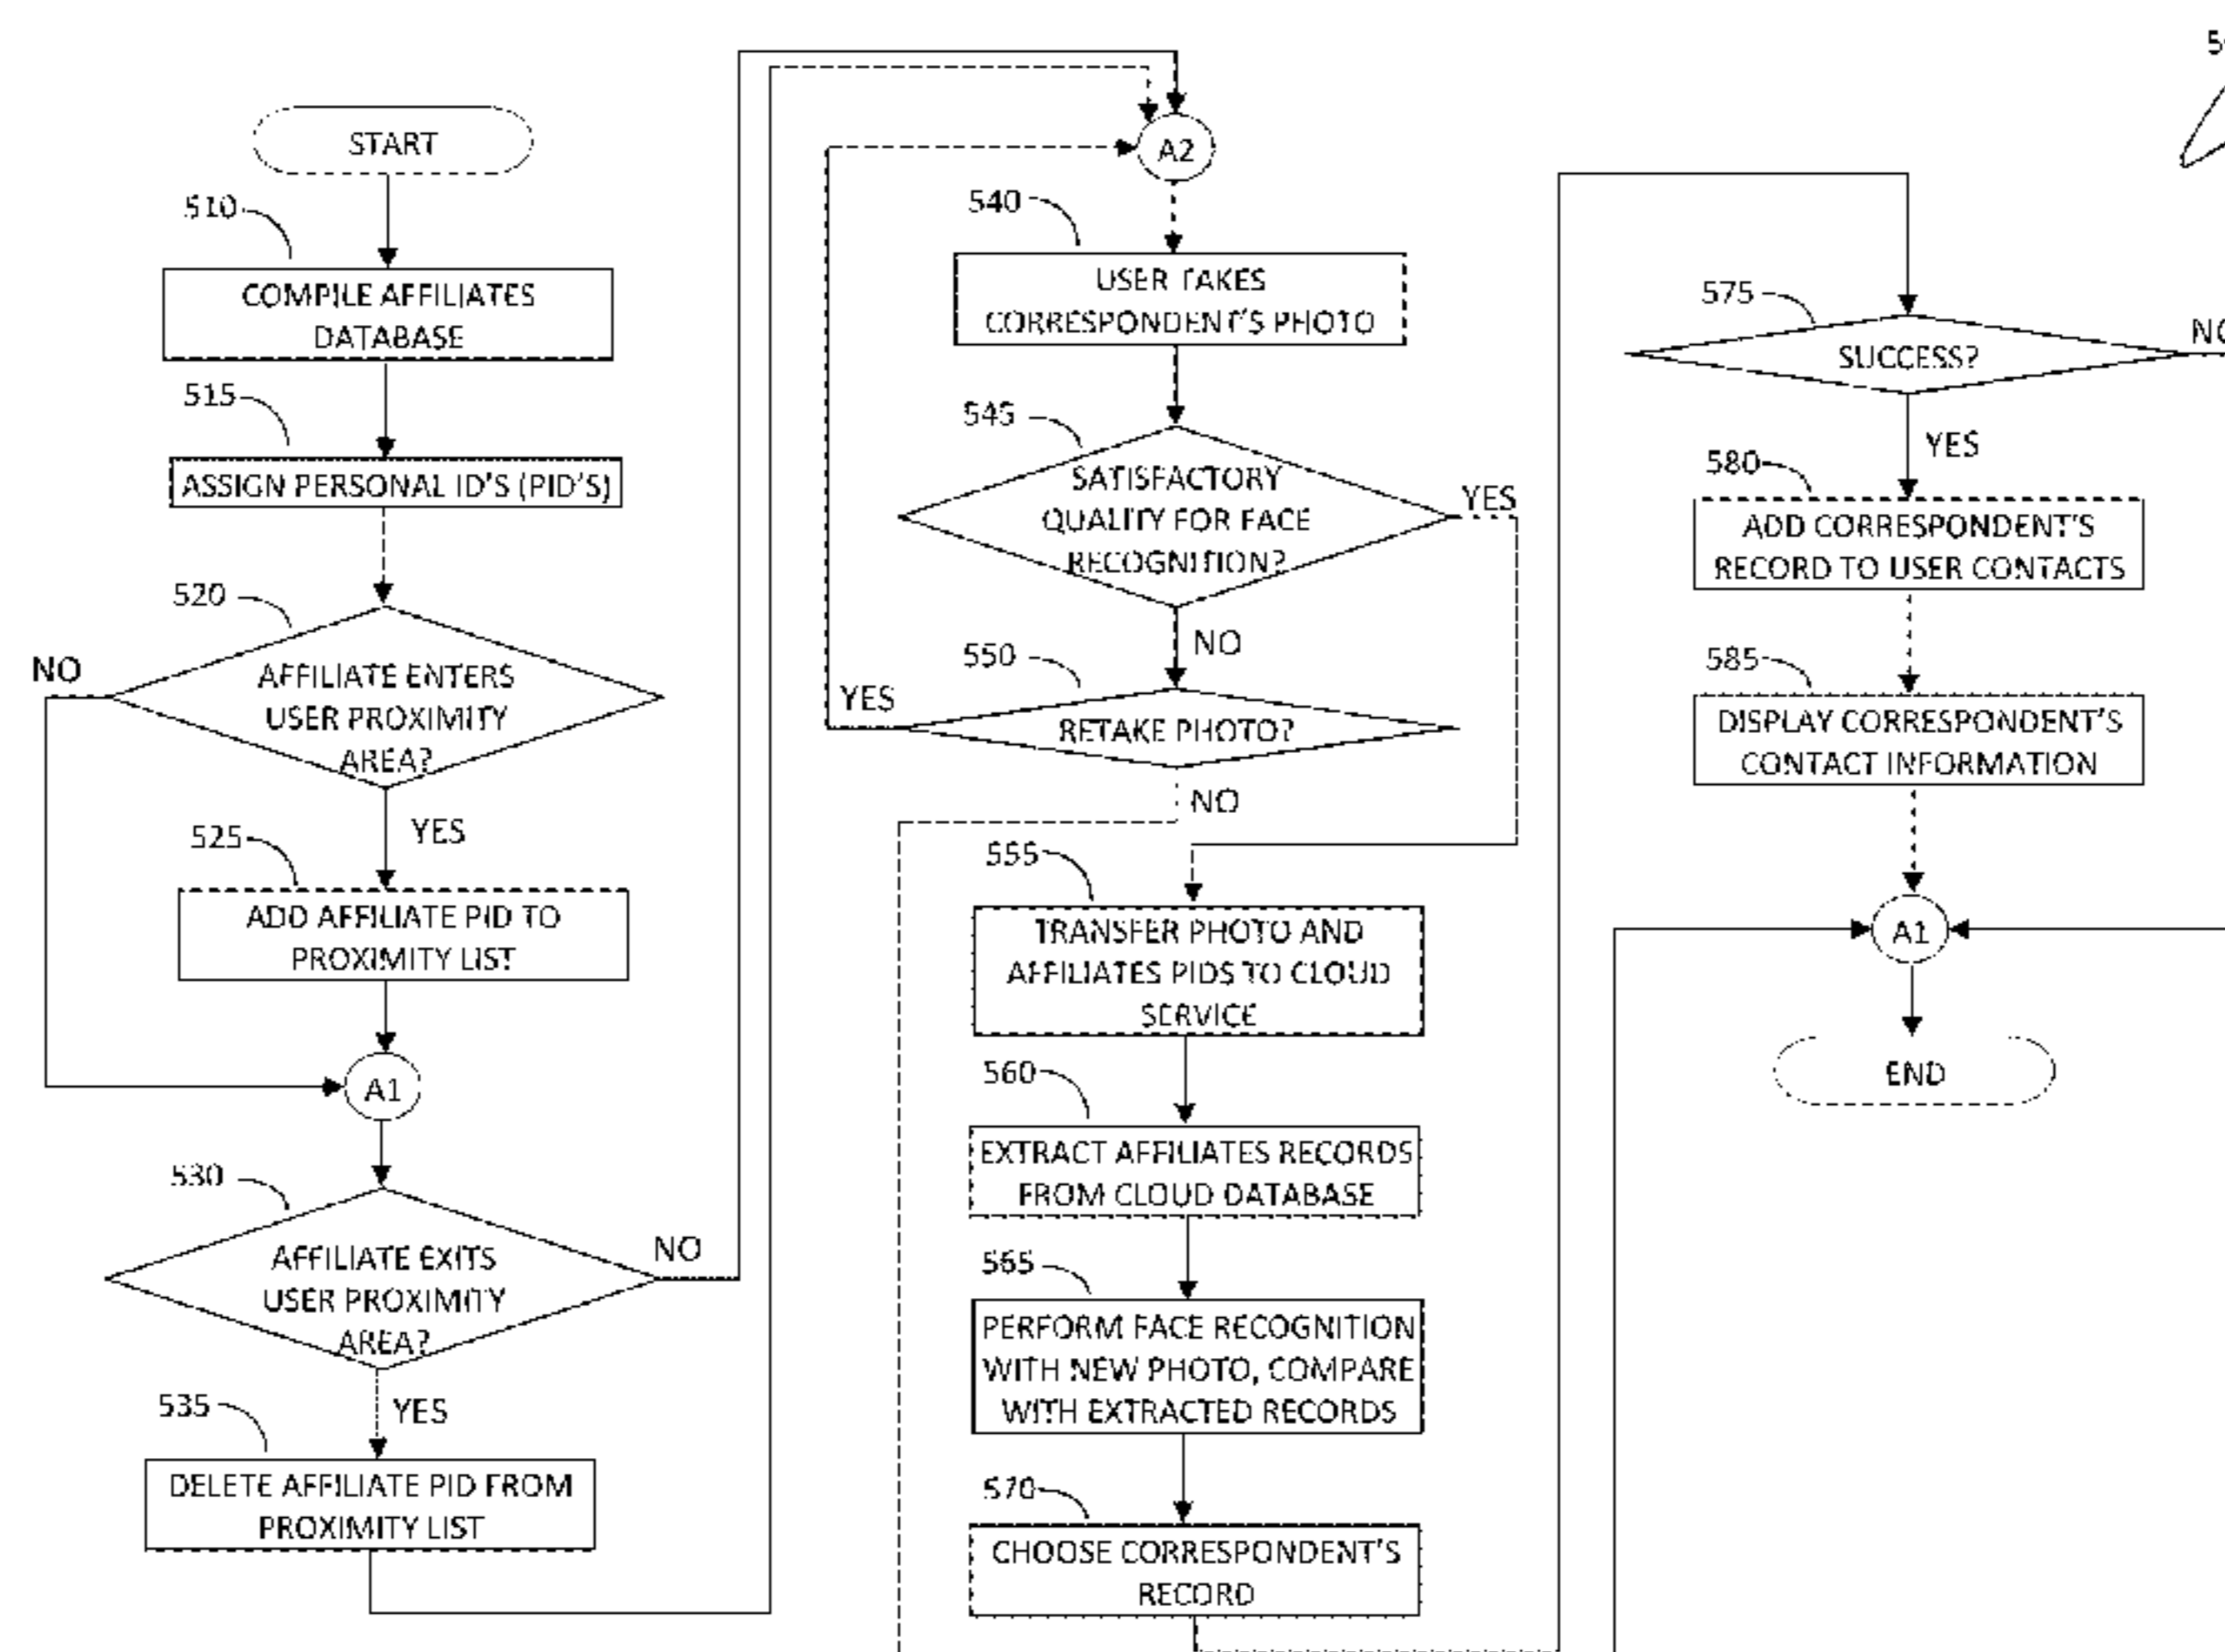 START
510
COMPILE AFFILIATES
DATABASE
515
ASSIGN PERSONAL ID'S (PID'S)
520
NO
AFFILIATE ENTERS
USER PROXIMITY
AREA?
YES
525
ADD AFFILIATE PID TO
PROXIMITY LIST
A1
530
NO
AFFILIATE EXITS
USER PROXIMITY
AREA?
YES
535
DELETE AFFILIATE PID FROM
PROXIMITY LIST
A2
540
USER TAKES
CORRESPONDENT'S PHOTO
545
SATISFACTORY
QUALITY FOR FACE
RECOGNITION?
YES
NO
550
YES
RETAKE PHOTO?
NO
555
TRANSFER PHOTO AND
AFFILIATES PIDS TO CLOUD
SERVICE
560
EXTRACT AFFILIATES RECORDS
FROM CLOUD DATABASE
565
PERFORM FACE RECOGNITION
WITH NEW PHOTO, COMPARE
WITH EXTRACTED RECORDS
570
CHOOSE CORRESPONDENT'S
RECORD
575
SUCCESS?
NO
YES
580
ADD CORRESPONDENT'S
RECORD TO USER CONTACTS
585
DISPLAY CORRESPONDENT'S
CONTACT INFORMATION
A1
END